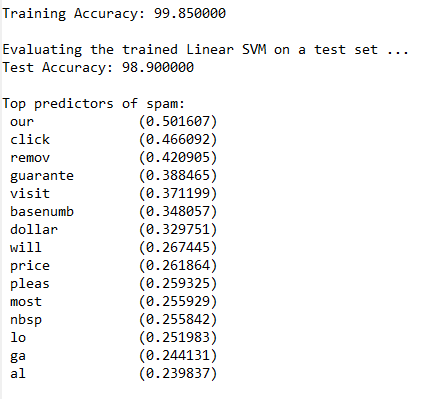 Training Accuracy: 99.850000
Evaluating the trained Linear SVM on a test set ...
Test Accuracy: 98.900000
Top predictors of spam:
our (0.501607)
click (0.466092)
remov (0.420905)
guarante (0.388465)
visit (0.371199)
basenumb (0.348057)
dollar (0.329751)
will (0.267445)
price (0.261864)
pleas (0.259325)
most (0.255929)
nbsp (0.255842)
lo (0.251983)
ga (0.244131)
al (0.239837)